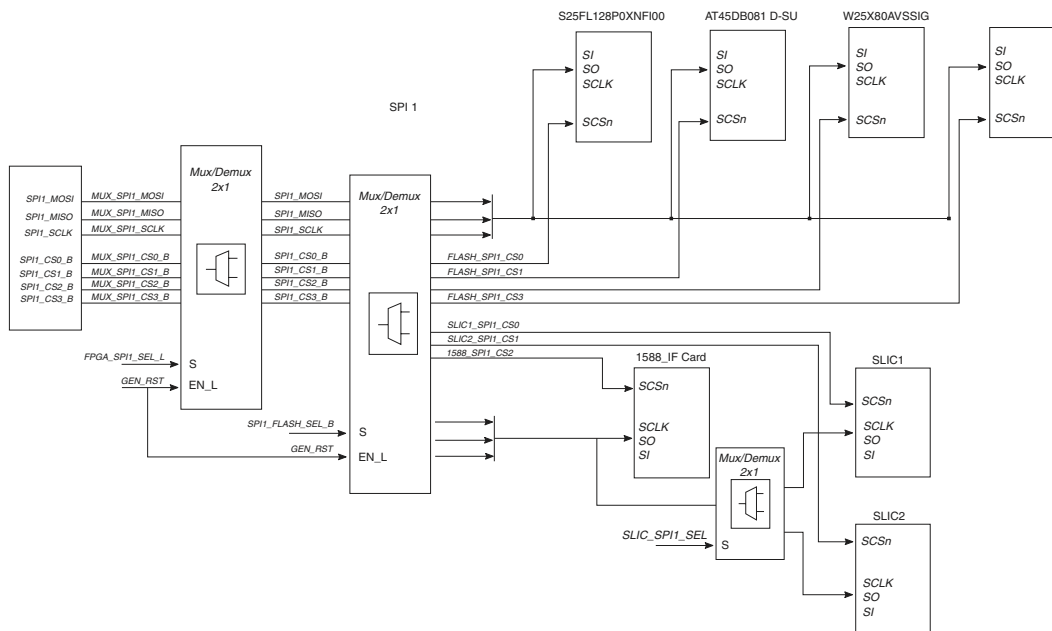 S25FL128P0XNFI00
AT45DB081 D-SU
W25X80AVSSIG
SI
SO
SCLK
SCSn
SI
SO
SCLK
SCSn
SI
SO
SCLK
SCSn
SI
SO
SCLK
SCSn
SPI 1
SPI1_MOSI
SPI1_MISO
SPI1_SCLK
SPI1_CS0_B
SPI1_CS1_B
SPI1_CS2_B
SPI1_CS3_B
MUX_SPI1_MOSI
MUX_SPI1_MISO
MUX_SPI1_SCLK
MUX_SPI1_CS0_B
MUX_SPI1_CS1_B
MUX_SPI1_CS2_B
MUX_SPI1_CS3_B
Mux/Demux
2x1
S
EN_L
FPGA_SPI1_SEL_L
GEN_RST
SPI1_MOSI
SPI1_MISO
SPI1_SCLK
SPI1_CS0_B
SPI1_CS1_B
SPI1_CS2_B
SPI1_CS3_B
Mux/Demux
2x1
S
EN_L
SPI1_FLASH_SEL_B
GEN_RST
FLASH_SPI1_CS0
FLASH_SPI1_CS1
FLASH_SPI1_CS3
SLIC1_SPI1_CS0
SLIC2_SPI1_CS1
1588_SPI1_CS2
1588_IF Card
SCSn
SCLK
SO
SI
Mux/Demux
2x1
S
SLIC_SPI1_SEL
SLIC1
SCSn
SCLK
SO
SI
SLIC2
SCSn
SCLK
SO
SI